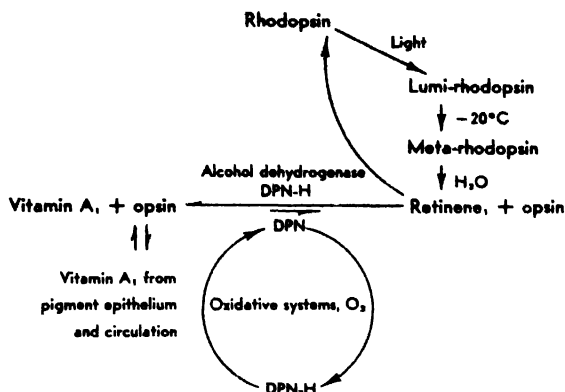 Rhodopsin
Light
Lumi-rhodopsin
−20°C
Meta-rhodopsin
H₂O
Alcohol dehydrogenase
DPN-H
Vitamin A₁ + opsin
Retinene₁ + opsin
DPN
Vitamin A₁ from
pigment epithelium
and circulation
Oxidative systems, O₂
DPN-H